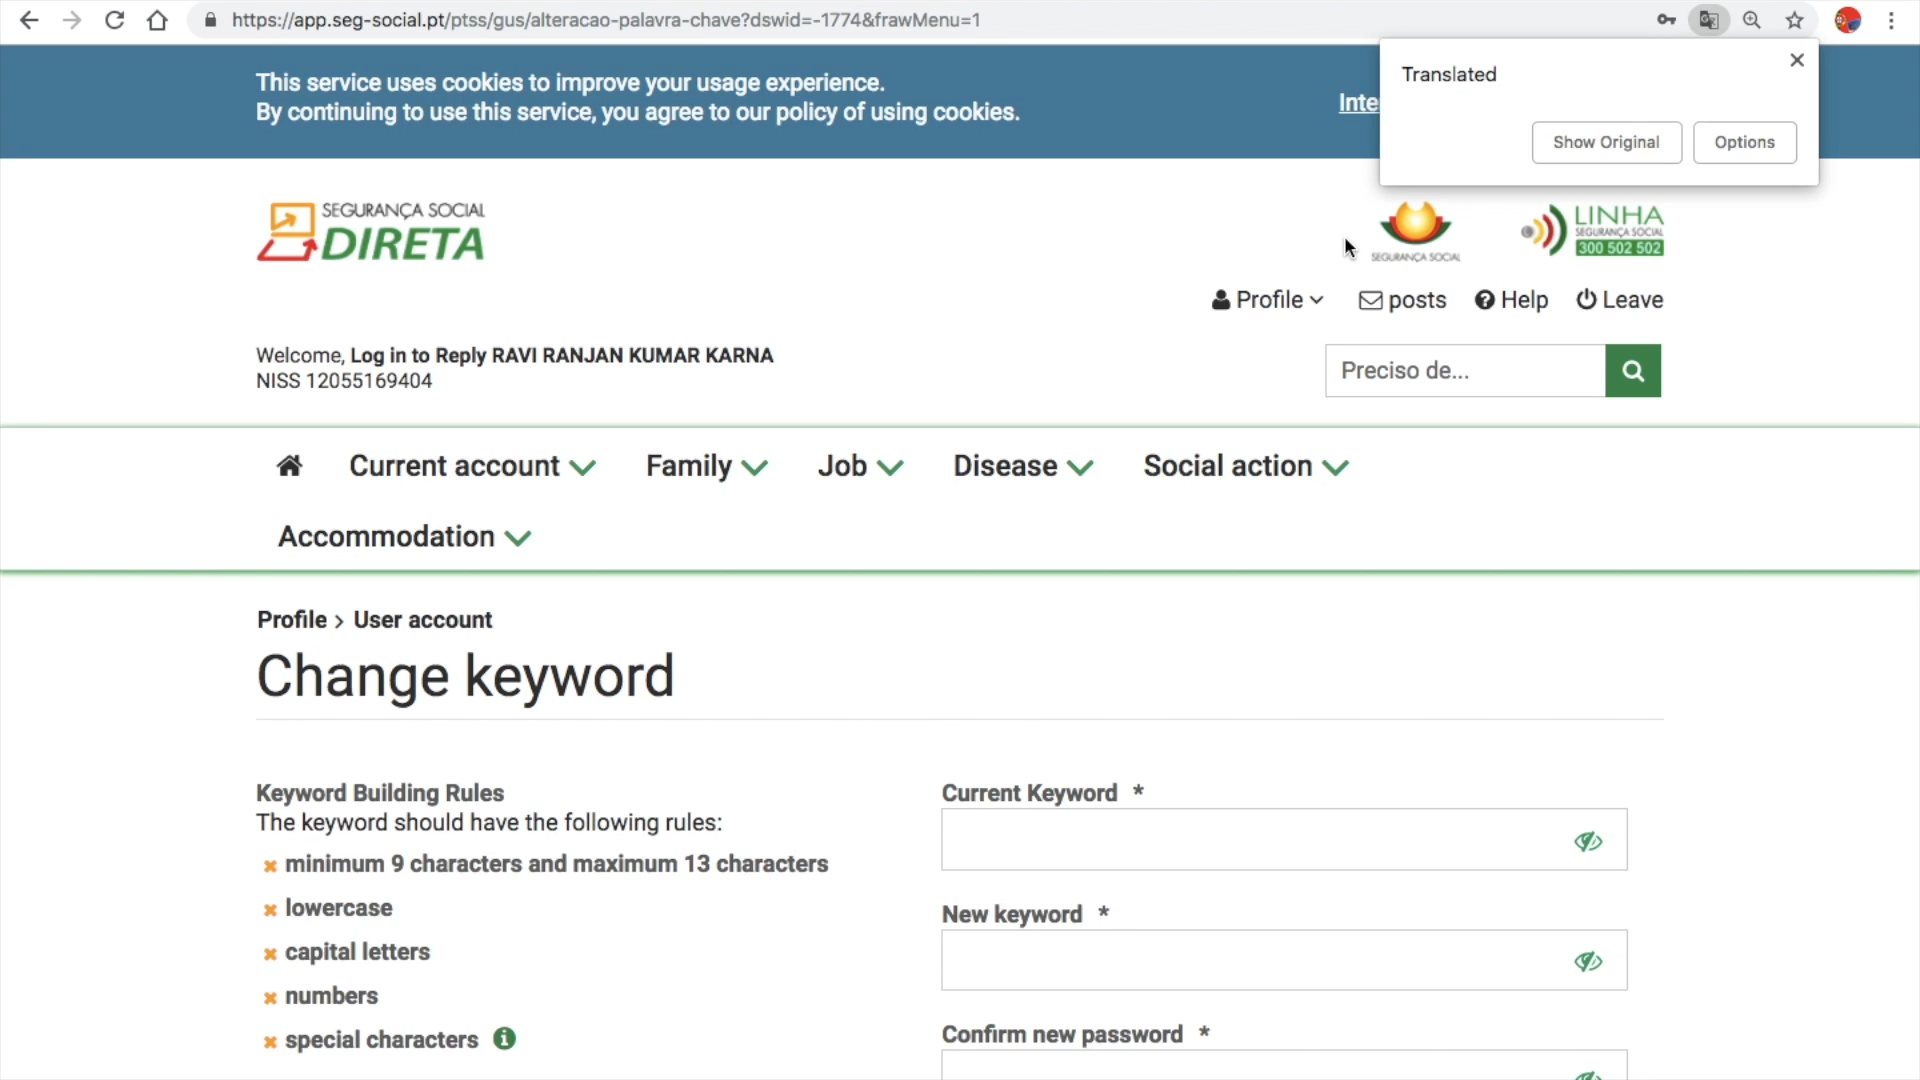 https://app.seg-social.pt/ptss/gus/alteracao-palavra-chave?dswid=-1774&frawMenu=1
This service uses cookies to improve your usage experience.
By continuing to use this service, you agree to our policy of using cookies.
Inte
Translated
Show Original
Options
SEGURANÇA SOCIAL
DIRETA
SEGURANÇA SOCIAL
LINHA
SEGURANÇA SOCIAL
300 502 502
Profile
posts
Help
Leave
Welcome, Log in to Reply RAVI RANJAN KUMAR KARNA
NISS 12055169404
Preciso de...
Current account
Family
Job
Disease
Social action
Accommodation
Profile > User account
Change keyword
Keyword Building Rules
The keyword should have the following rules:
minimum 9 characters and maximum 13 characters
lowercase
capital letters
numbers
special characters
Current Keyword *
New keyword *
Confirm new password *